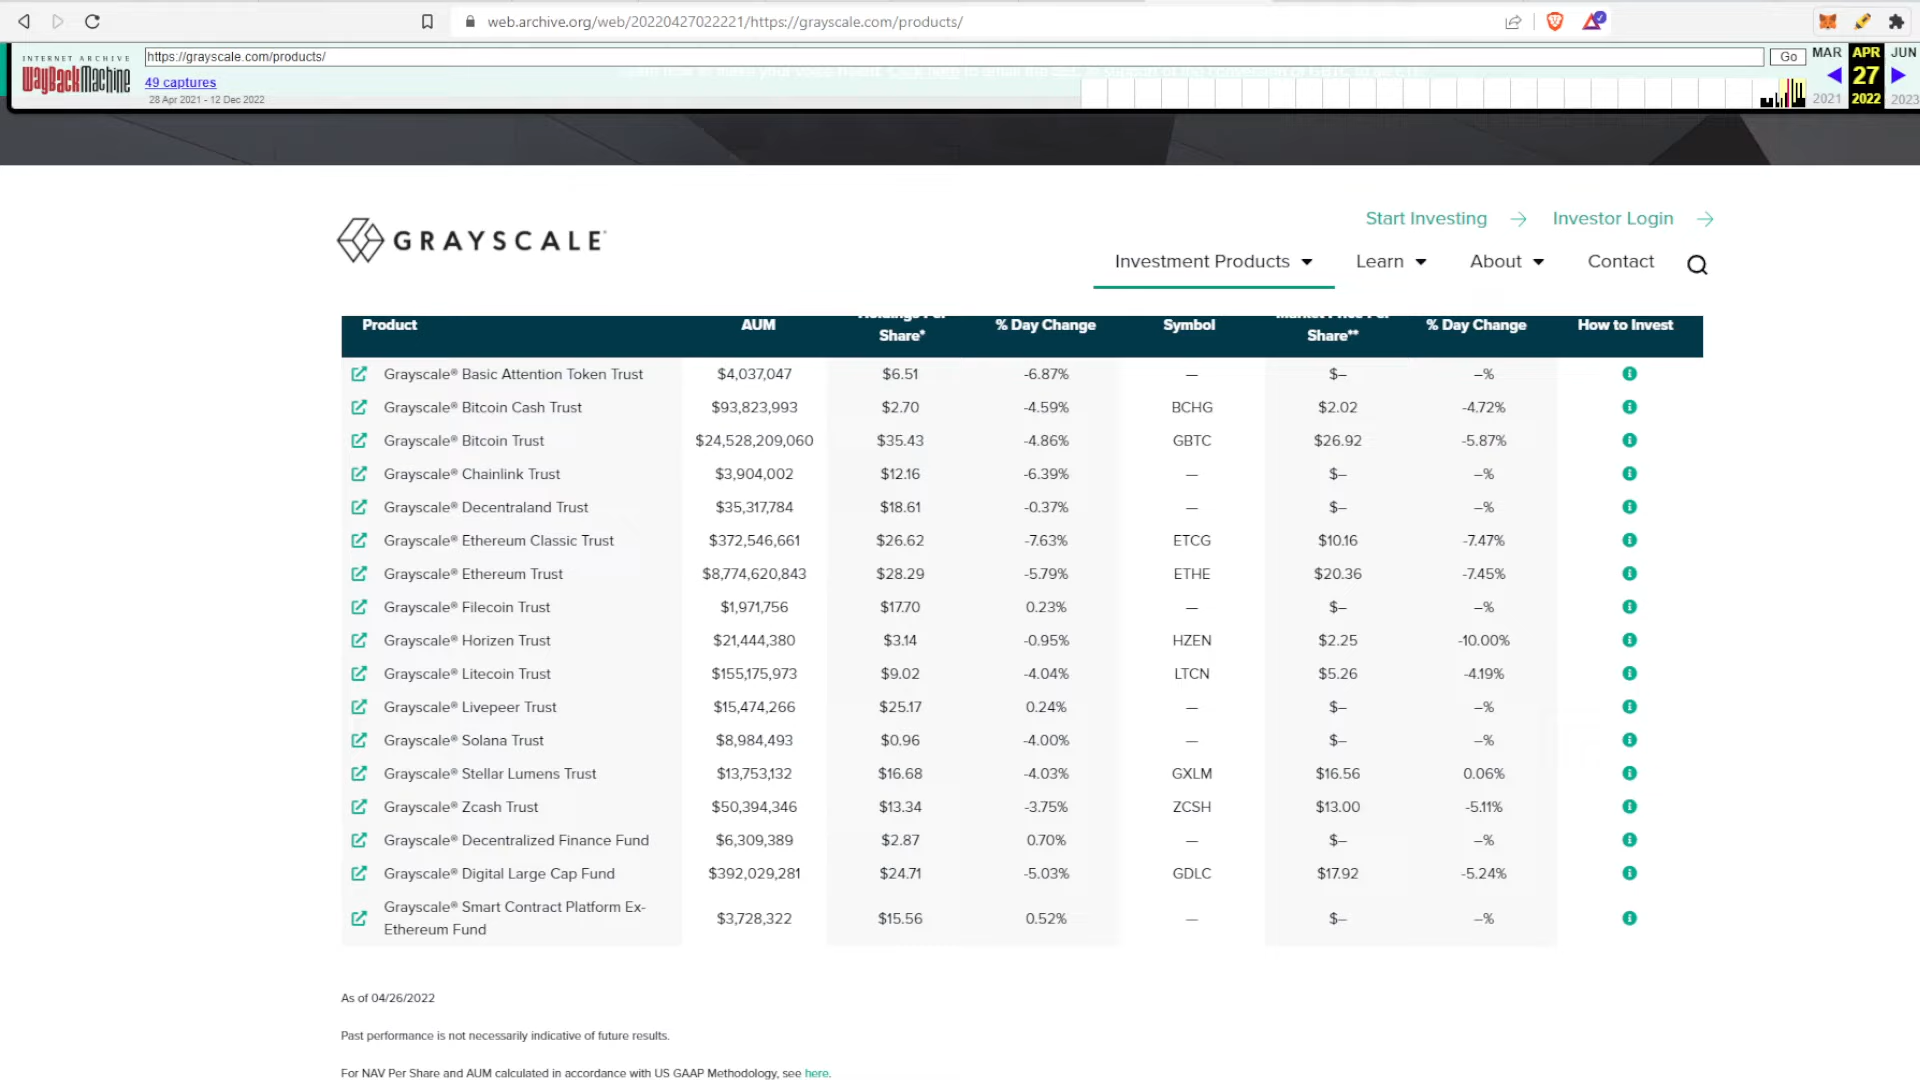 web.archive.org/web/20220427022221/https://grayscale.com/products/
INTERNET ARCHIVE
WayBackMachine
https://grayscale.com/products/
Go
49 captures
28 Apr 2021 - 12 Dec 2022
MAR APR JUN
27
2021 2022 2023
GRAYSCALE
Start Investing Investor Login
Investment Products Learn About Contact
Product AUM Holdings Per Share* % Day Change Symbol Market Price Per Share** % Day Change How to Invest
Grayscale® Basic Attention Token Trust $4,037,047 $6.51 -6.87% — $– –%
Grayscale® Bitcoin Cash Trust $93,823,993 $2.70 -4.59% BCHG $2.02 -4.72%
Grayscale® Bitcoin Trust $24,528,209,060 $35.43 -4.86% GBTC $26.92 -5.87%
Grayscale® Chainlink Trust $3,904,002 $12.16 -6.39% — $– –%
Grayscale® Decentraland Trust $35,317,784 $18.61 -0.37% — $– –%
Grayscale® Ethereum Classic Trust $372,546,661 $26.62 -7.63% ETCG $10.16 -7.47%
Grayscale® Ethereum Trust $8,774,620,843 $28.29 -5.79% ETHE $20.36 -7.45%
Grayscale® Filecoin Trust $1,971,756 $17.70 0.23% — $– –%
Grayscale® Horizen Trust $21,444,380 $3.14 -0.95% HZEN $2.25 -10.00%
Grayscale® Litecoin Trust $155,175,973 $9.02 -4.04% LTCN $5.26 -4.19%
Grayscale® Livepeer Trust $15,474,266 $25.17 0.24% — $– –%
Grayscale® Solana Trust $8,984,493 $0.96 -4.00% — $– –%
Grayscale® Stellar Lumens Trust $13,753,132 $16.68 -4.03% GXLM $16.56 0.06%
Grayscale® Zcash Trust $50,394,346 $13.34 -3.75% ZCSH $13.00 -5.11%
Grayscale® Decentralized Finance Fund $6,309,389 $2.87 0.70% — $– –%
Grayscale® Digital Large Cap Fund $392,029,281 $24.71 -5.03% GDLC $17.92 -5.24%
Grayscale® Smart Contract Platform Ex-
Ethereum Fund $3,728,322 $15.56 0.52% — $– –%
As of 04/26/2022
Past performance is not necessarily indicative of future results.
For NAV Per Share and AUM calculated in accordance with US GAAP Methodology, see here.